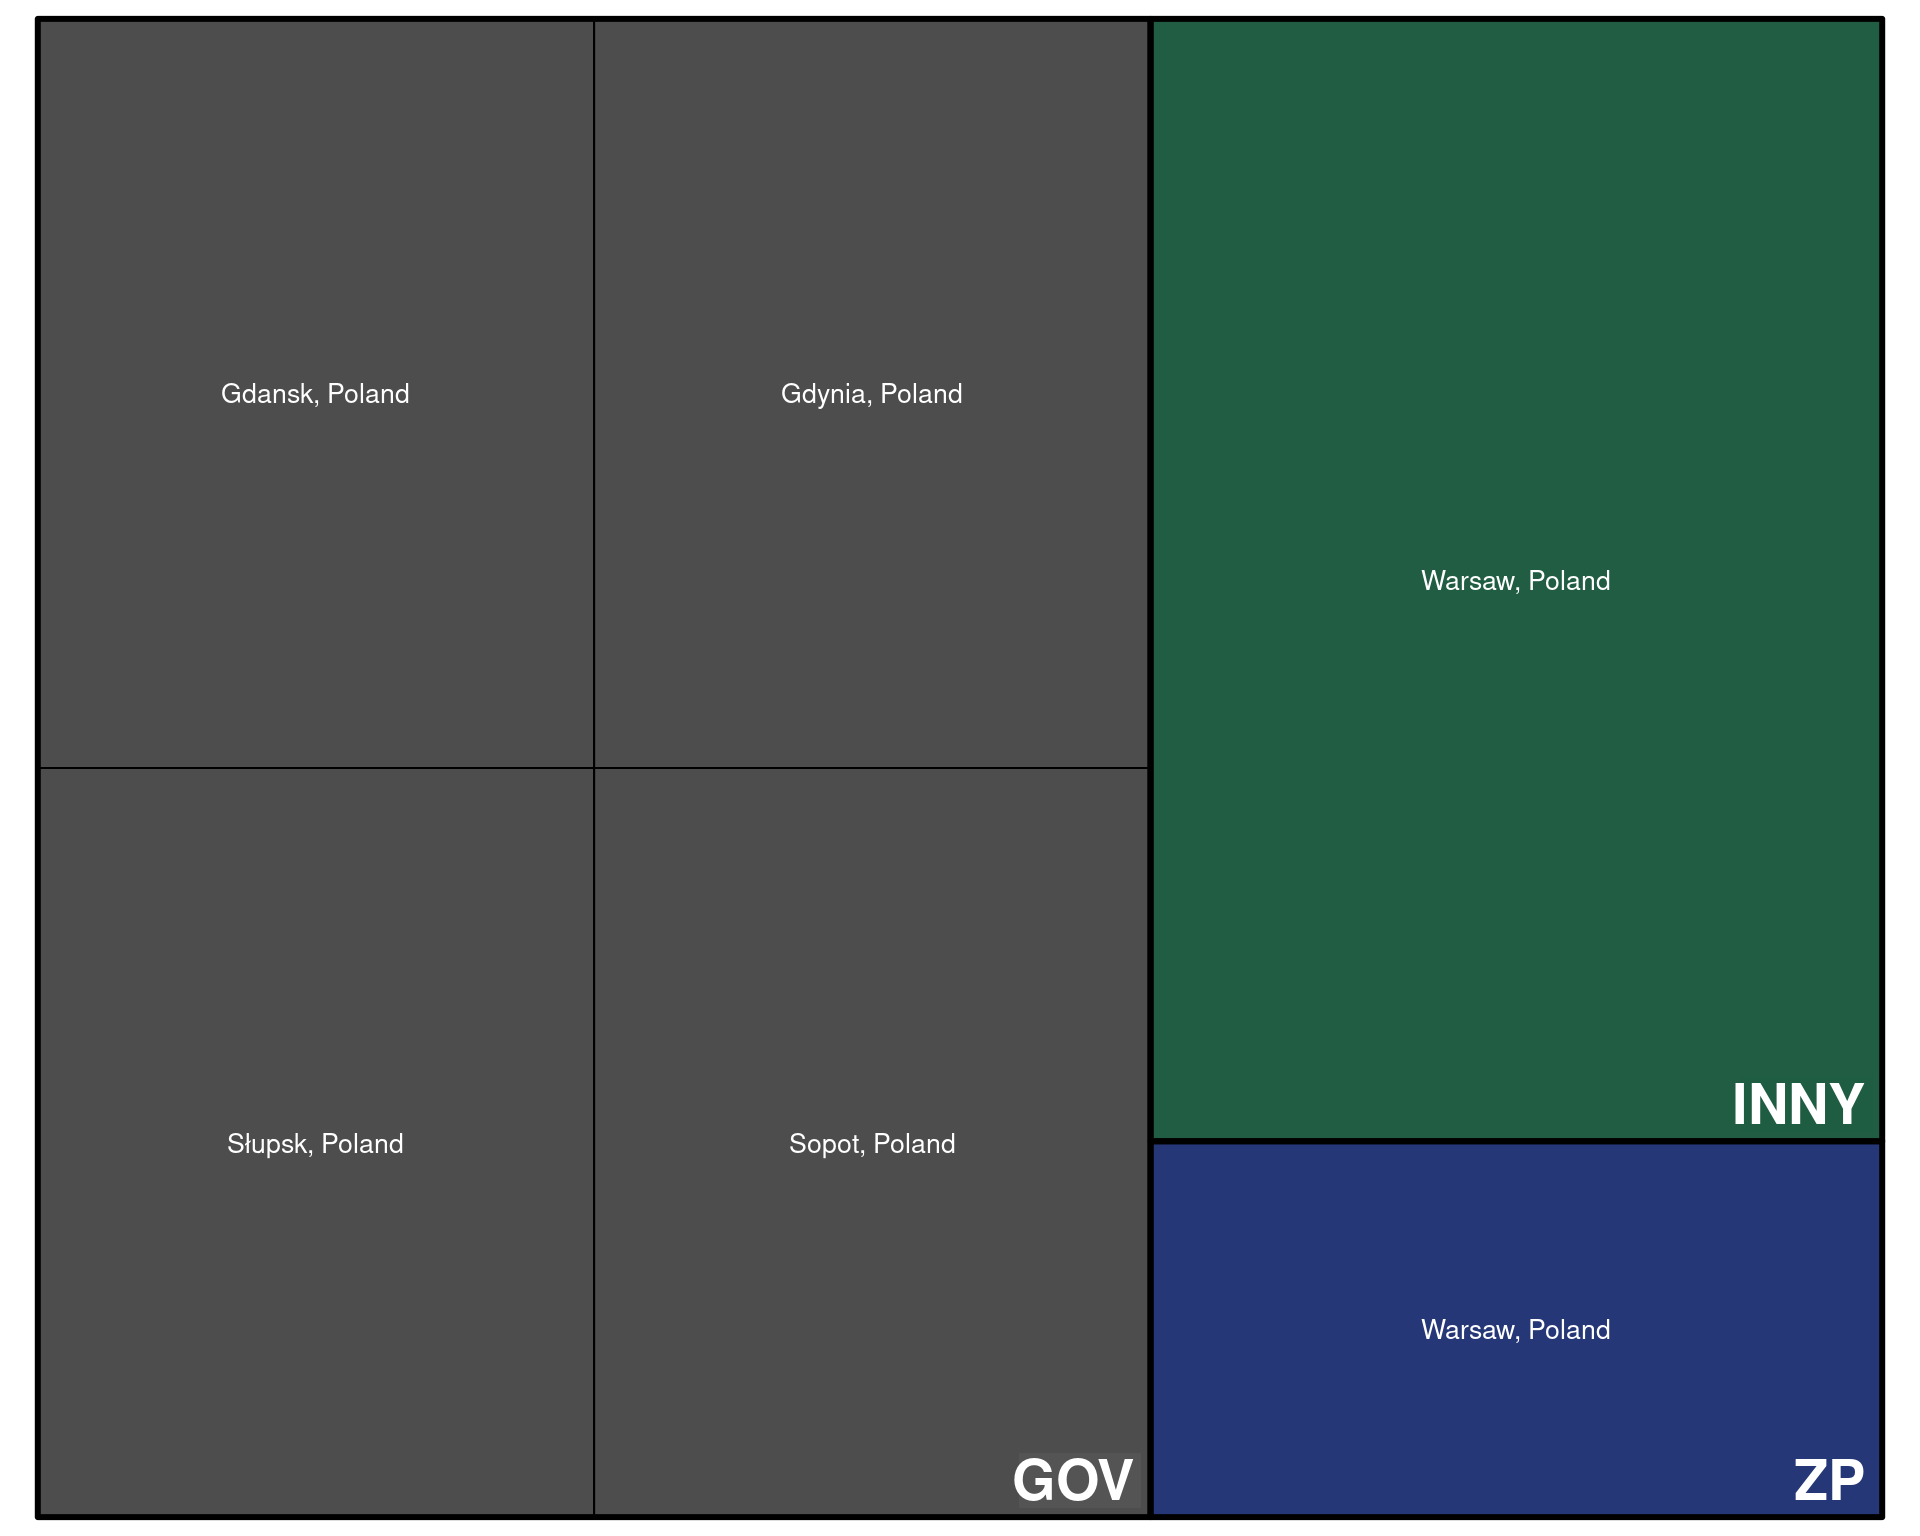 Gdansk, Poland
Gdynia, Poland
Warsaw, Poland
INNY
Słupsk, Poland
Sopot, Poland
GOV
Warsaw, Poland
ZP